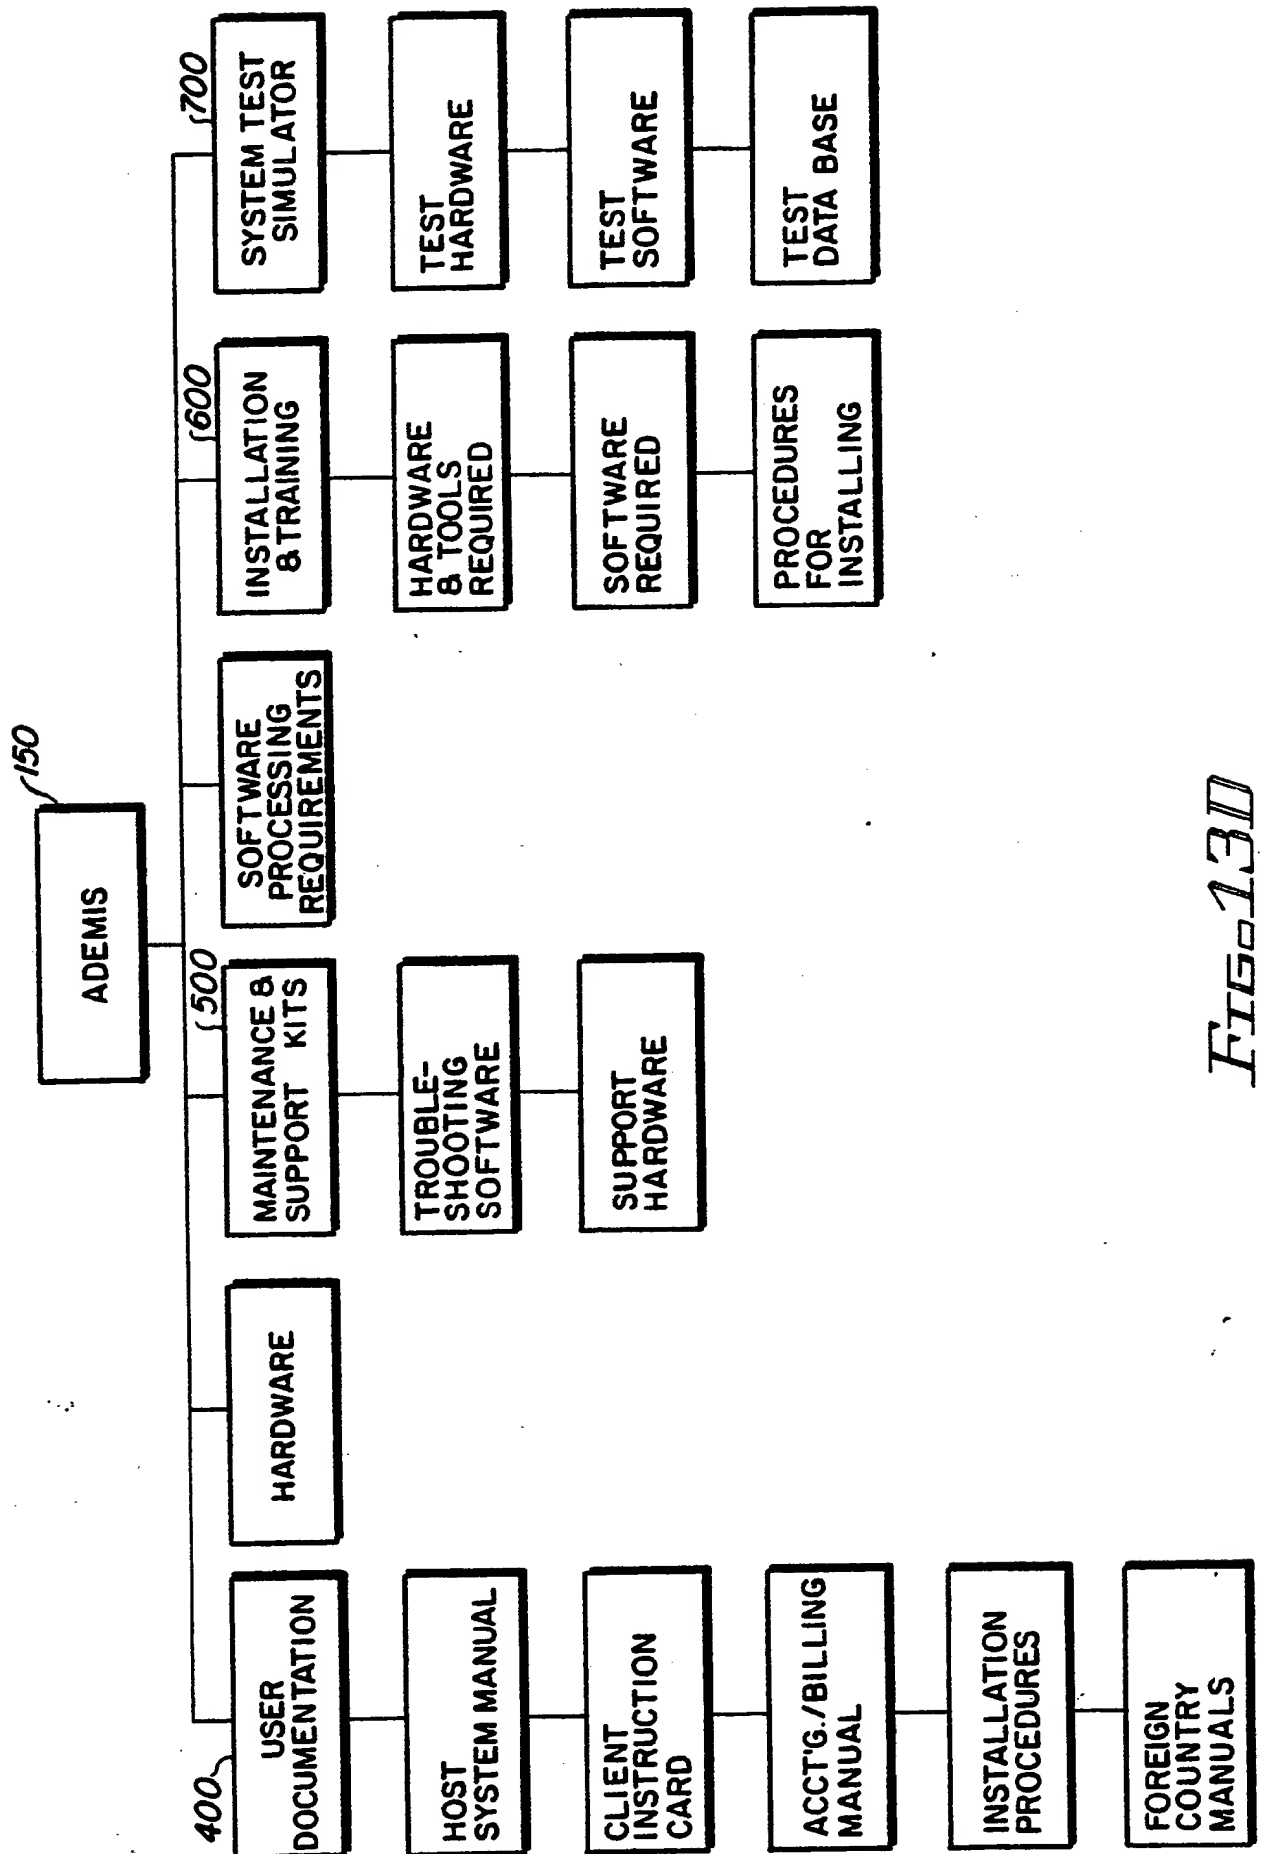 150
ADEMIS
400
USER
DOCUMENTATION
HOST
SYSTEM MANUAL
CLIENT
INSTRUCTION
CARD
ACCT'G./BILLING
MANUAL
INSTALLATION
PROCEDURES
FOREIGN
COUNTRY
MANUALS
HARDWARE
500
MAINTENANCE &
SUPPORT KITS
TROUBLE-
SHOOTING
SOFTWARE
SUPPORT
HARDWARE
SOFTWARE
PROCESSING
REQUIREMENTS
600
INSTALLATION
& TRAINING
HARDWARE
& TOOLS
REQUIRED
SOFTWARE
REQUIRED
PROCEDURES
FOR
INSTALLING
700
SYSTEM TEST
SIMULATOR
TEST
HARDWARE
TEST
SOFTWARE
TEST
DATA BASE
FIG.13D